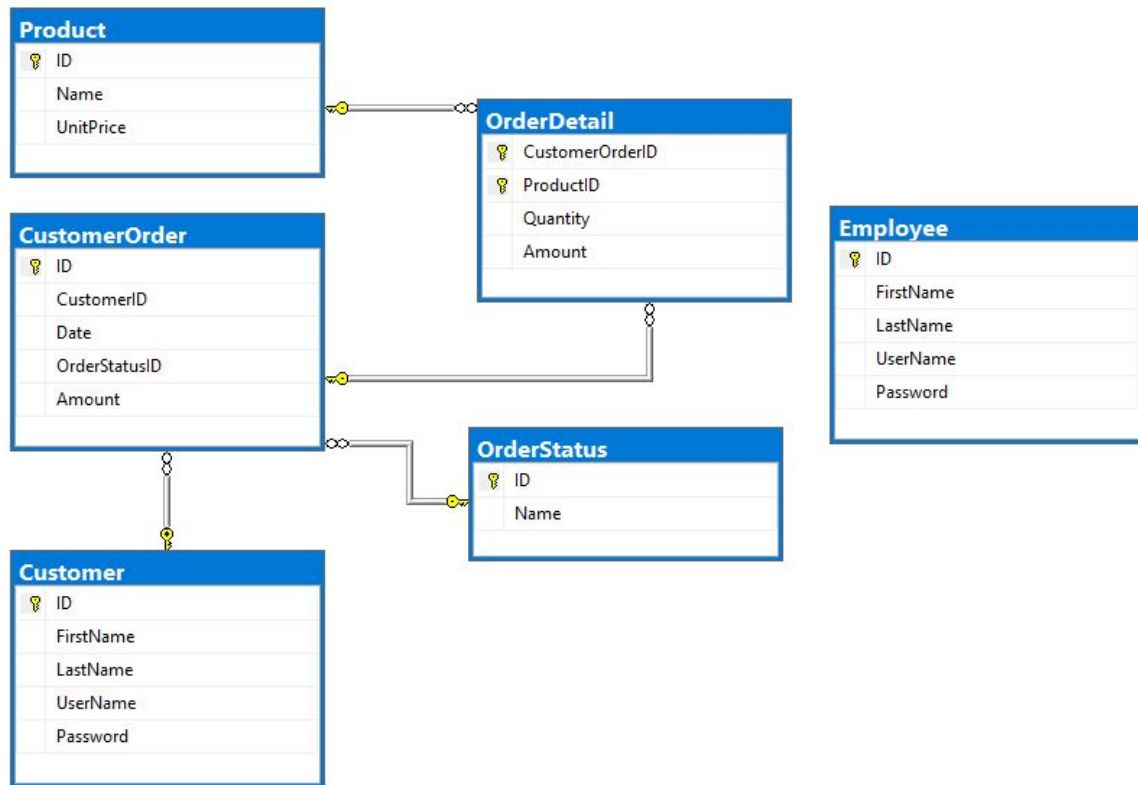 Product
ID
Name
UnitPrice
OrderDetail
CustomerOrderID
ProductID
Quantity
Amount
CustomerOrder
ID
CustomerID
Date
OrderStatusID
Amount
Employee
ID
FirstName
LastName
UserName
Password
OrderStatus
ID
Name
Customer
ID
FirstName
LastName
UserName
Password